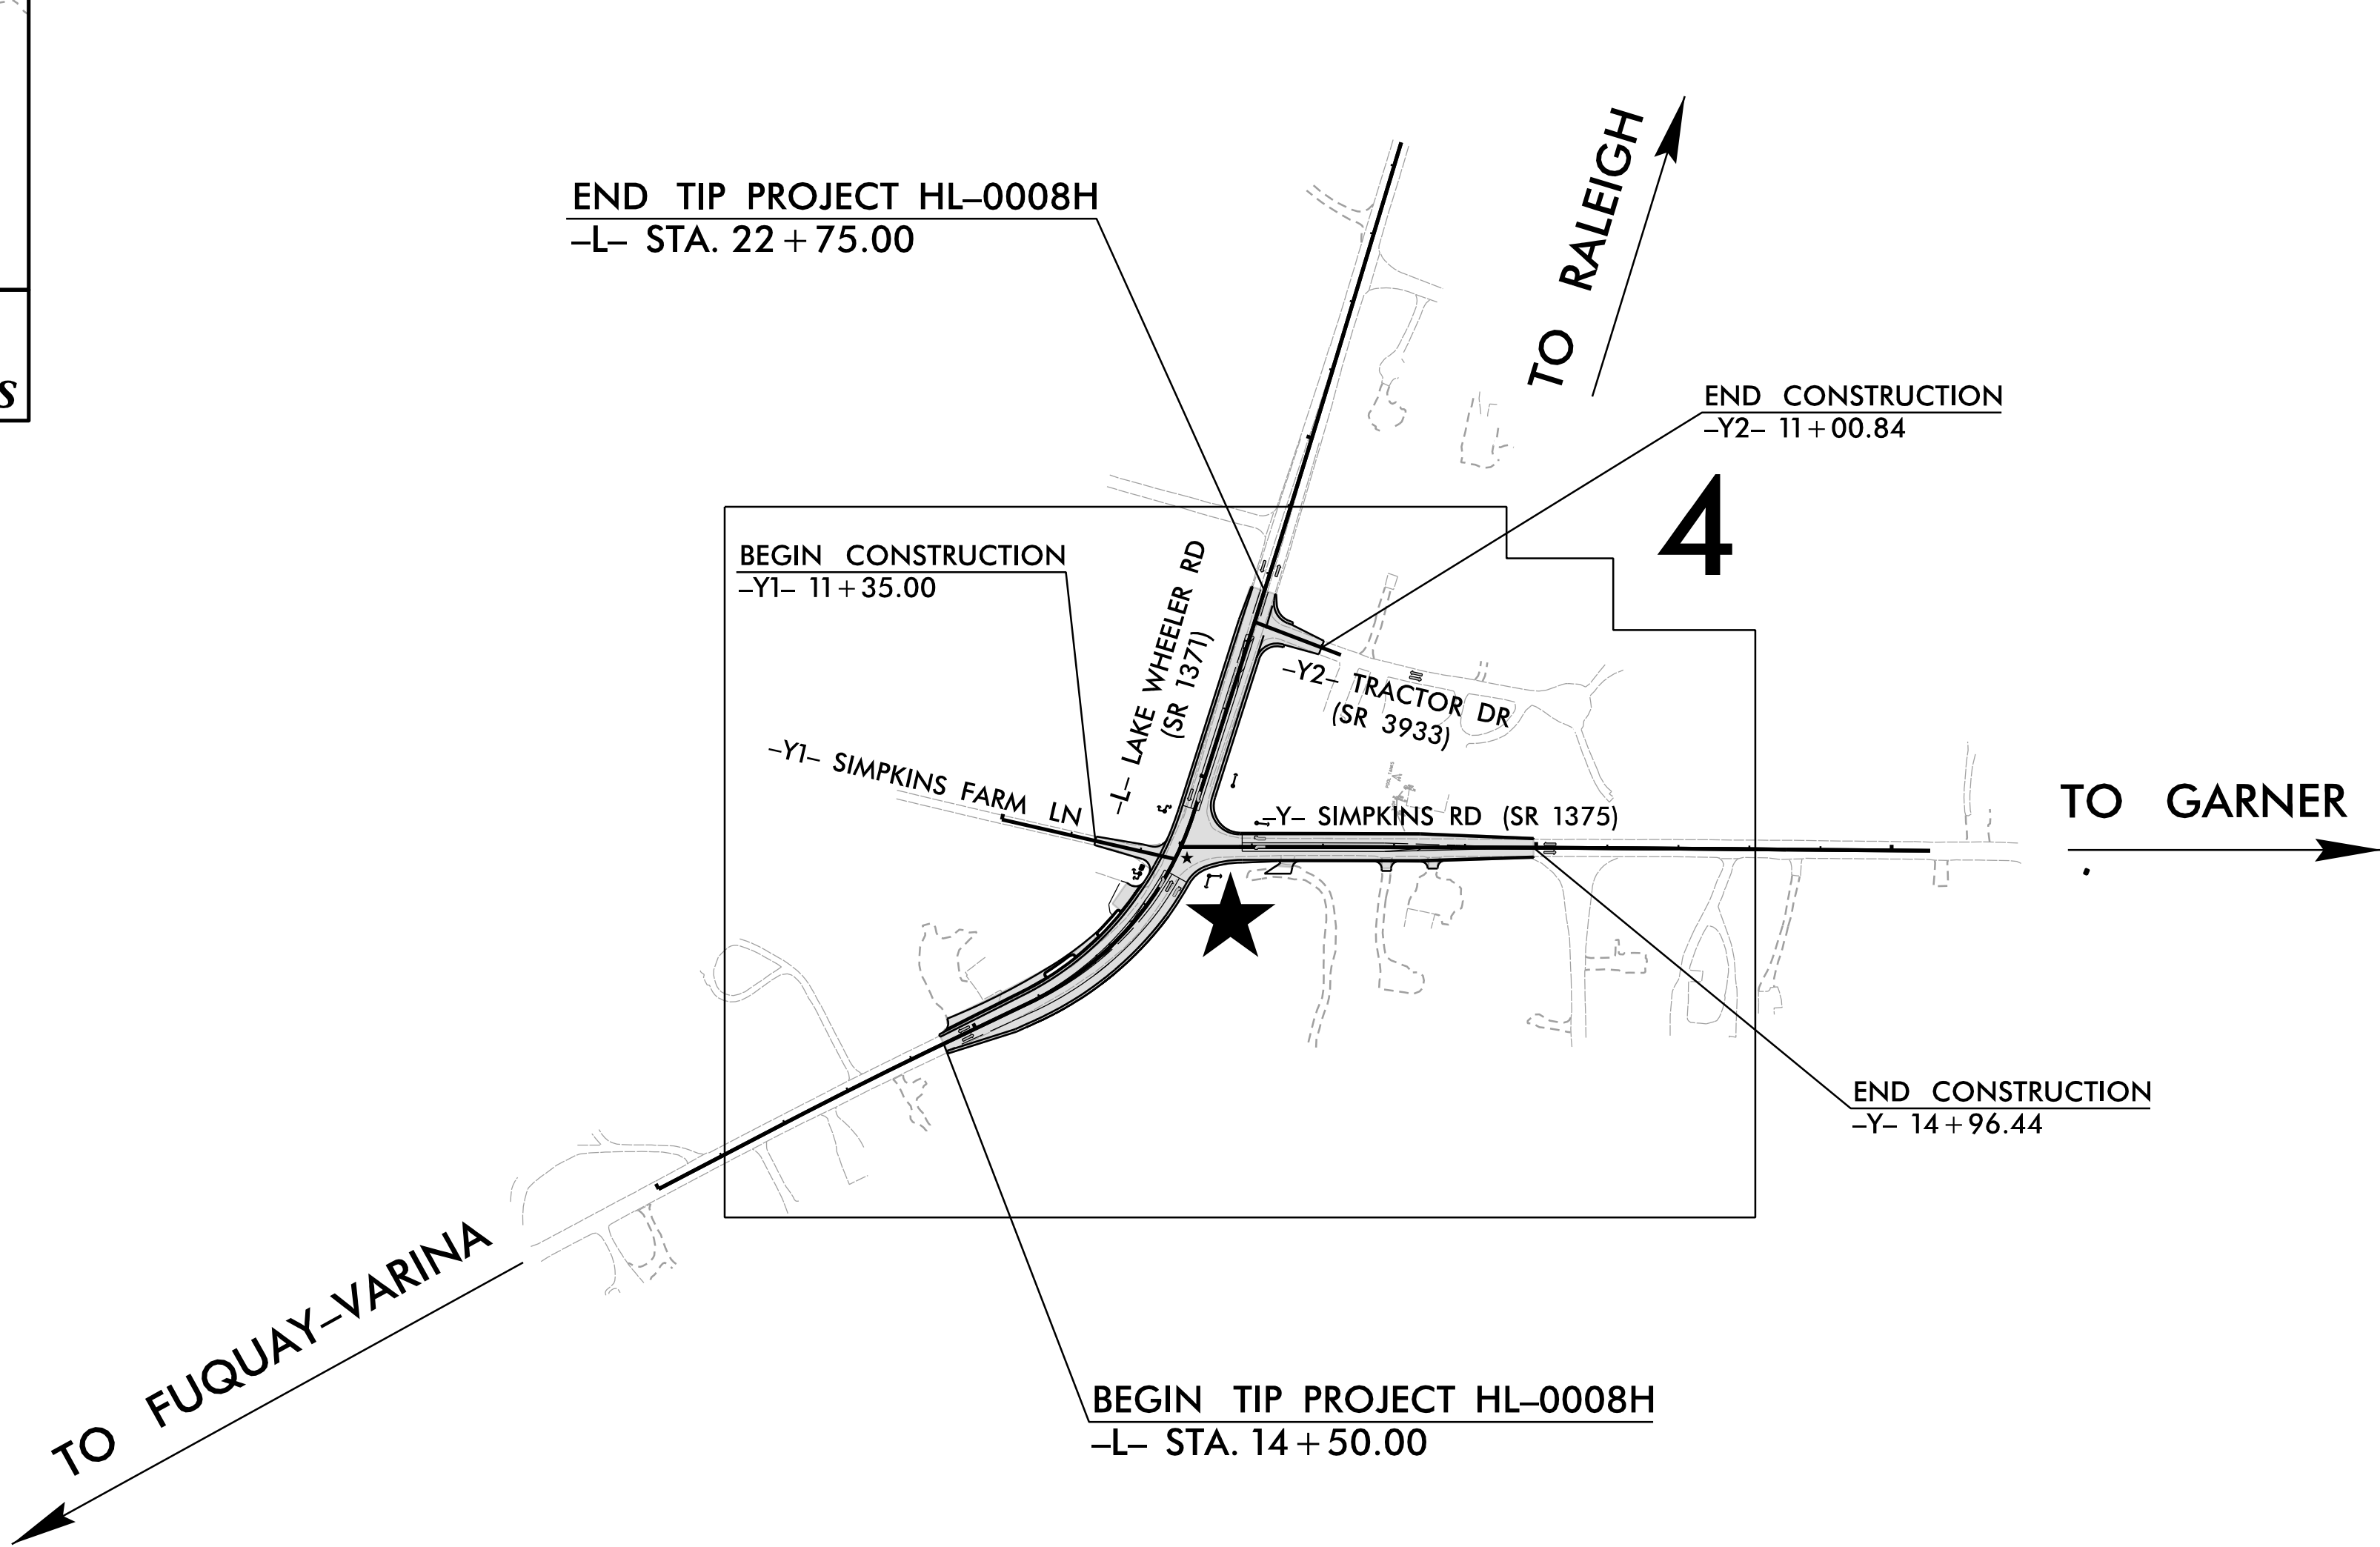 END TIP PROJECT HL–0008H
–L– STA. 22+75.00
TO RALEIGH
s
END CONSTRUCTION
–Y2– 11+00.84
4
BEGIN CONSTRUCTION
–Y1– 11+35.00
–L– LAKE WHEELER RD
(SR 1371)
–Y2– TRACTOR DR
(SR 3933)
–Y1– SIMPKINS FARM LN
–Y– SIMPKINS RD (SR 1375)
TO GARNER
END CONSTRUCTION
–Y– 14+96.44
TO FUQUAY–VARINA
BEGIN TIP PROJECT HL–0008H
–L– STA. 14+50.00